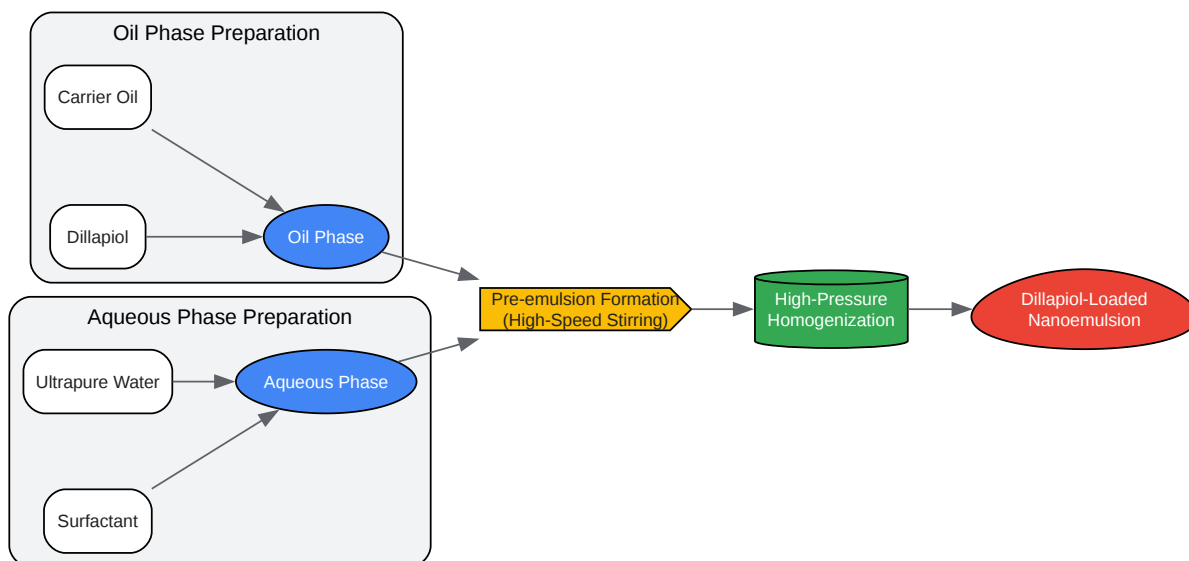 Oil Phase Preparation
Carrier Oil
Dillapiol
Oil Phase
Aqueous Phase Preparation
Ultrapure Water
Aqueous Phase
Surfactant
Pre-emulsion Formation
(High-Speed Stirring)
High-Pressure
Homogenization
Dillapiol-Loaded
Nanoemulsion